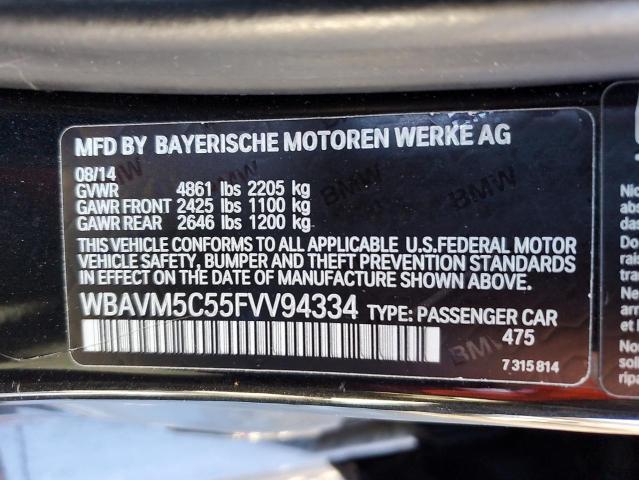 MFD BY BAYERISCHE MOTOREN WERKE AG
08/14
GVWR 4861 lbs 2205 kg
GAWR FRONT 2425 lbs 1100 kg
GAWR REAR 2646 lbs 1200 kg
THIS VEHICLE CONFORMS TO ALL APPLICABLE U.S.FEDERAL MOTOR
VEHICLE SAFETY, BUMPER AND THEFT PREVENTION STANDARDS
IN EFFECT ON THE DATE OF MANUFACTURE SHOWN ABOVE.
WBAVM5C55FVV94334 TYPE: PASSENGER CAR
475
7 315 814
BMW
BMW
BMW